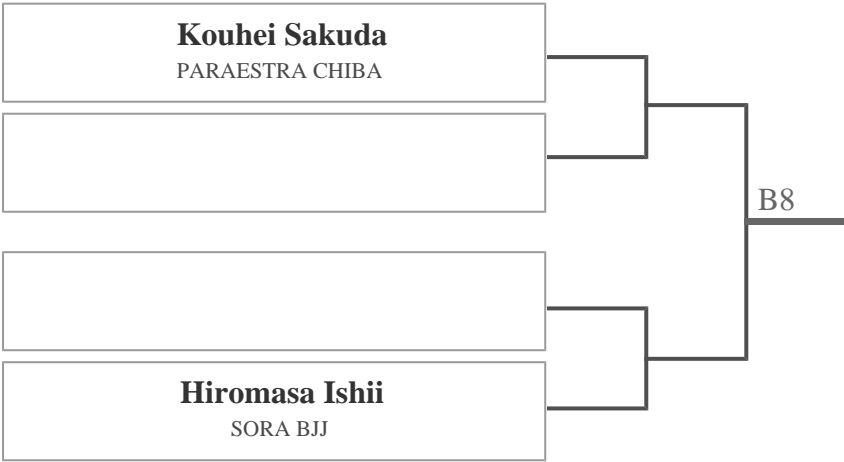 Kouhei Sakuda
PARAESTRA CHIBA
B8
Hiromasa Ishii
SORA BJJ